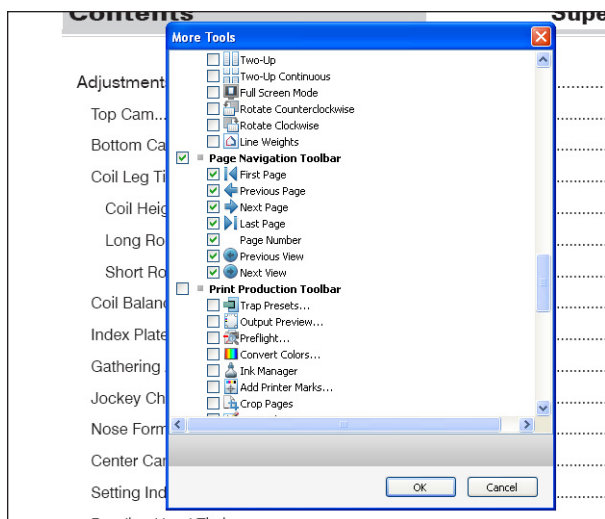 Contents
Supe
More Tools
Two-Up
Two-Up Continuous
Full Screen Mode
Rotate Counterclockwise
Rotate Clockwise
Line Weights
Page Navigation Toolbar
First Page
Previous Page
Next Page
Last Page
Page Number
Previous View
Next View
Print Production Toolbar
Trap Presets...
Output Preview...
Preflight...
Convert Colors...
Ink Manager
Add Printer Marks...
Crop Pages
OK
Cancel
Adjustment
Top Cam...
Bottom Ca
Coil Leg Ti
Coil Heig
Long Ro
Short Ro
Coil Balanc
Index Plate
Gathering
Jockey Ch
Nose Form
Center Car
Setting Ind